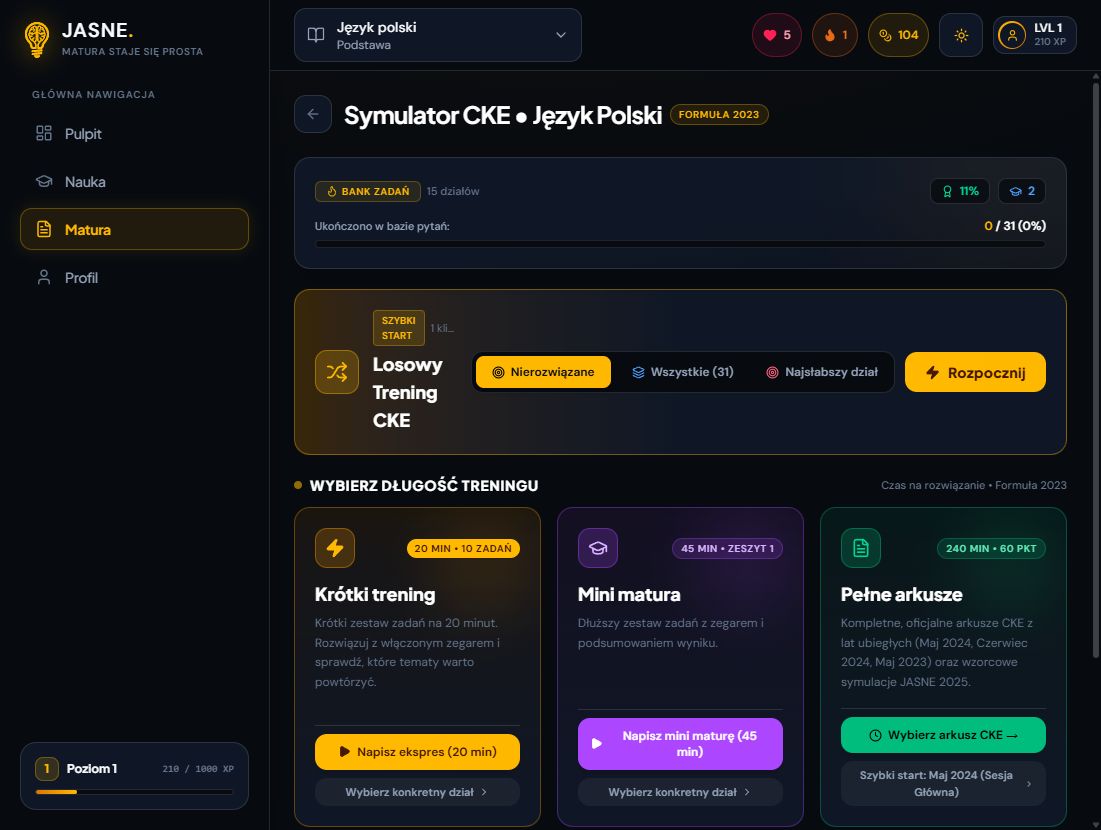 JASNE.
MATURA STAJE SIĘ PROSTA
GŁÓWNA NAWIGACJA
Pulpit
Nauka
Matura
Profil
1
Poziom 1
210 / 1000 XP
Język polski
Podstawa
5
1
104
LVL 1
210 XP
Symulator CKE • Język Polski
FORMUŁA 2023
BANK ZADAŃ
15 działów
11%
2
Ukończono w bazie pytań:
0 / 31 (0%)
SZYBKI
START
1 kli...
Losowy
Trening
CKE
Nierozwiązane
Wszystkie (31)
Najsłabszy dział
Rozpocznij
WYBIERZ DŁUGOŚĆ TRENINGU
Czas na rozwiązanie • Formuła 2023
20 MIN • 10 ZADAŃ
Krótki trening
Krótki zestaw zadań na 20 minut.
Rozwiązuj z włączonym zegarem i
sprawdź, które tematy warto
powtórzyć.
Napisz ekspres (20 min)
Wybierz konkretny dział
45 MIN • ZESZYT 1
Mini matura
Dłuższy zestaw zadań z zegarem i
podsumowaniem wyniku.
Napisz mini maturę (45
min)
Wybierz konkretny dział
240 MIN • 60 PKT
Pełne arkusze
Kompletne, oficjalne arkusze CKE z
lat ubiegłych (Maj 2024, Czerwiec
2024, Maj 2023) oraz wzorcowe
symulacje JASNE 2025.
Wybierz arkusz CKE →
Szybki start: Maj 2024 (Sesja
Główna)